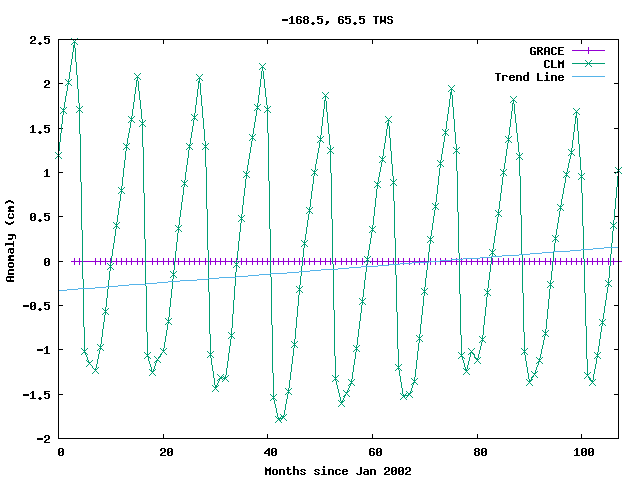 -168.5, 65.5 TWS
GRACE
CLM
Trend Line
2.5
2
1.5
1
0.5
0
-0.5
-1
-1.5
-2
Anomaly (cm)
0 20 40 60 80 100
Months since Jan 2002